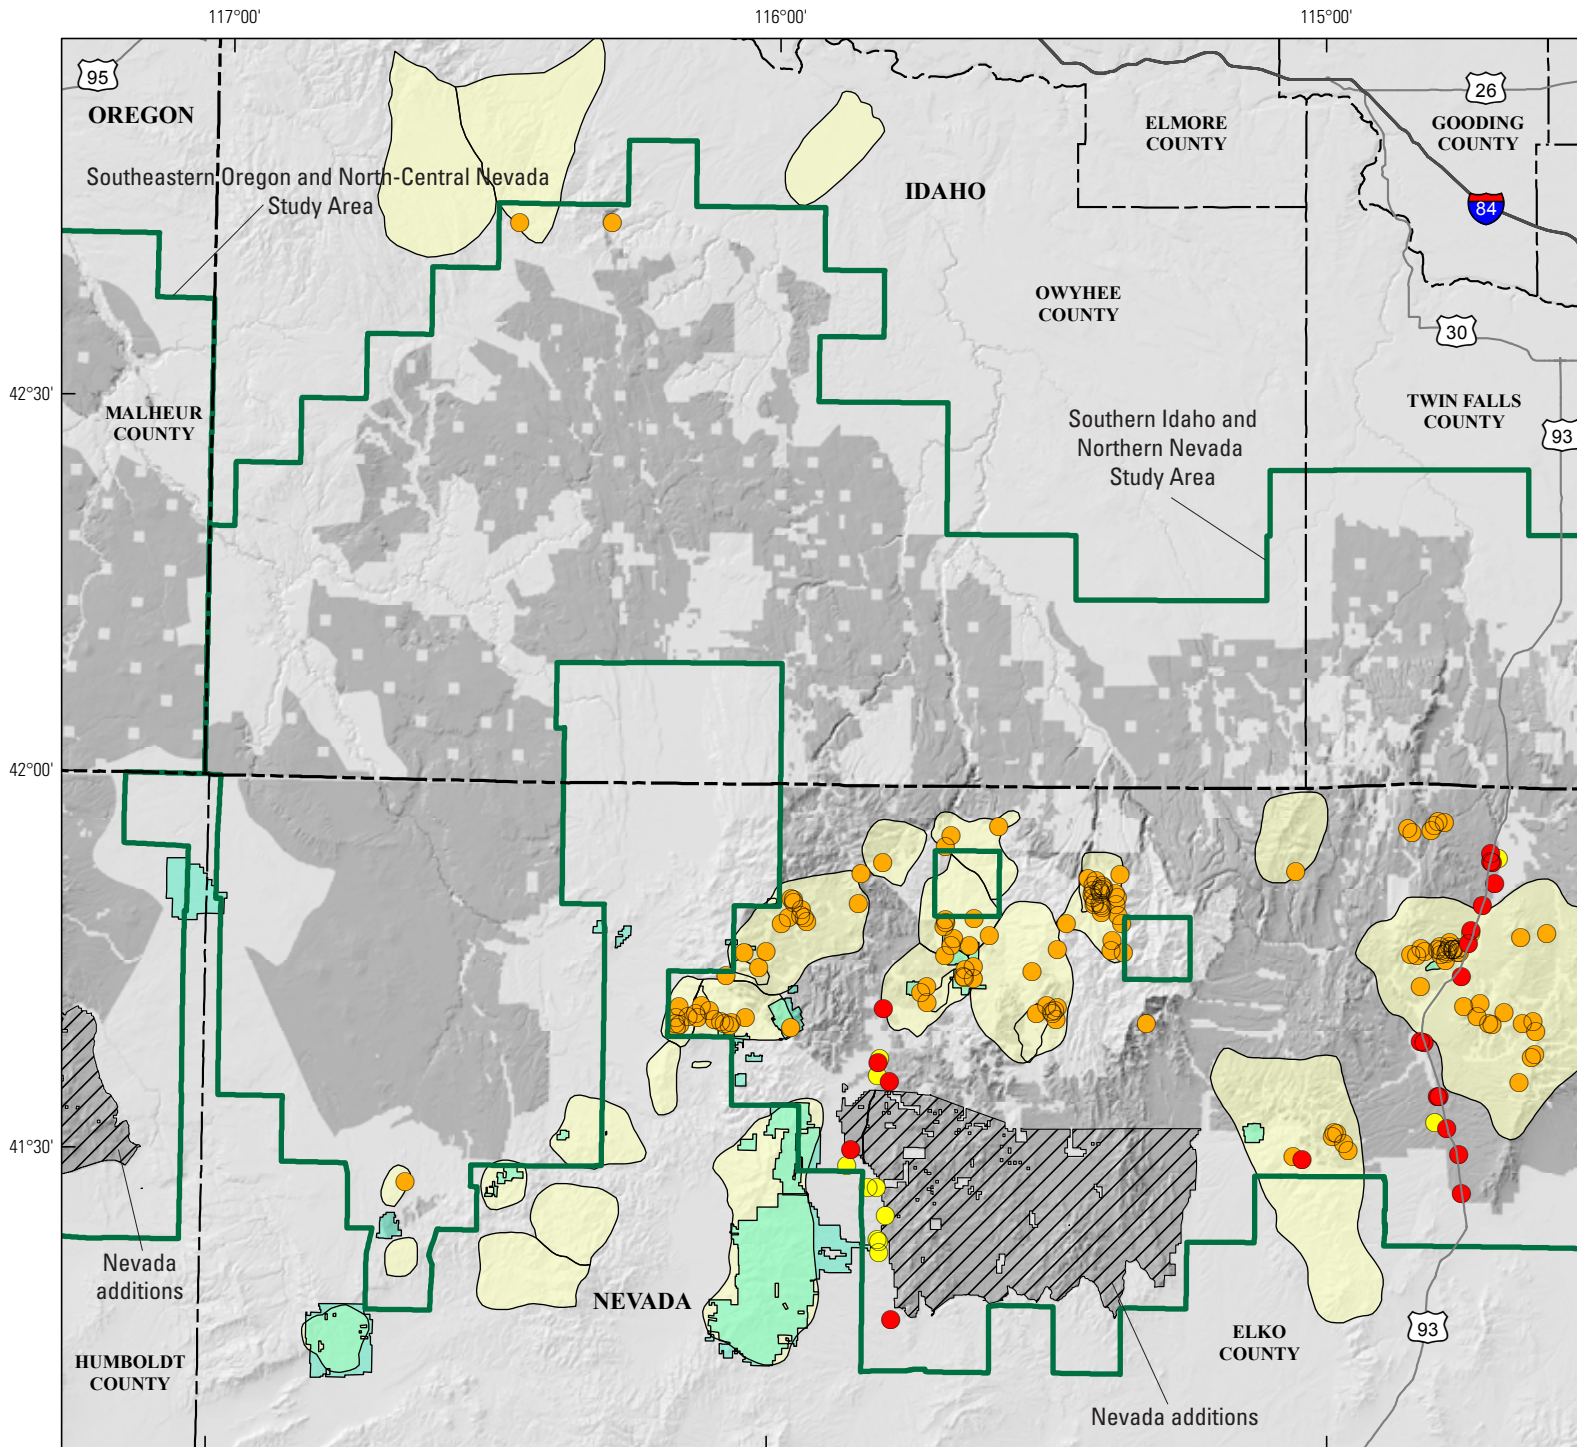 117°00'
116°00'
115°00'
95
OREGON
26
ELMORE
COUNTY
GOODING
COUNTY
Southeastern Oregon and North-Central Nevada
Study Area
IDAHO
84
OWYHEE
COUNTY
30
42°30'
MALHEUR
COUNTY
TWIN FALLS
COUNTY
Southern Idaho and
Northern Nevada
Study Area
93
42°00'
41°30'
Nevada
additions
NEVADA
HUMBOLDT
COUNTY
ELKO
COUNTY
93
Nevada additions